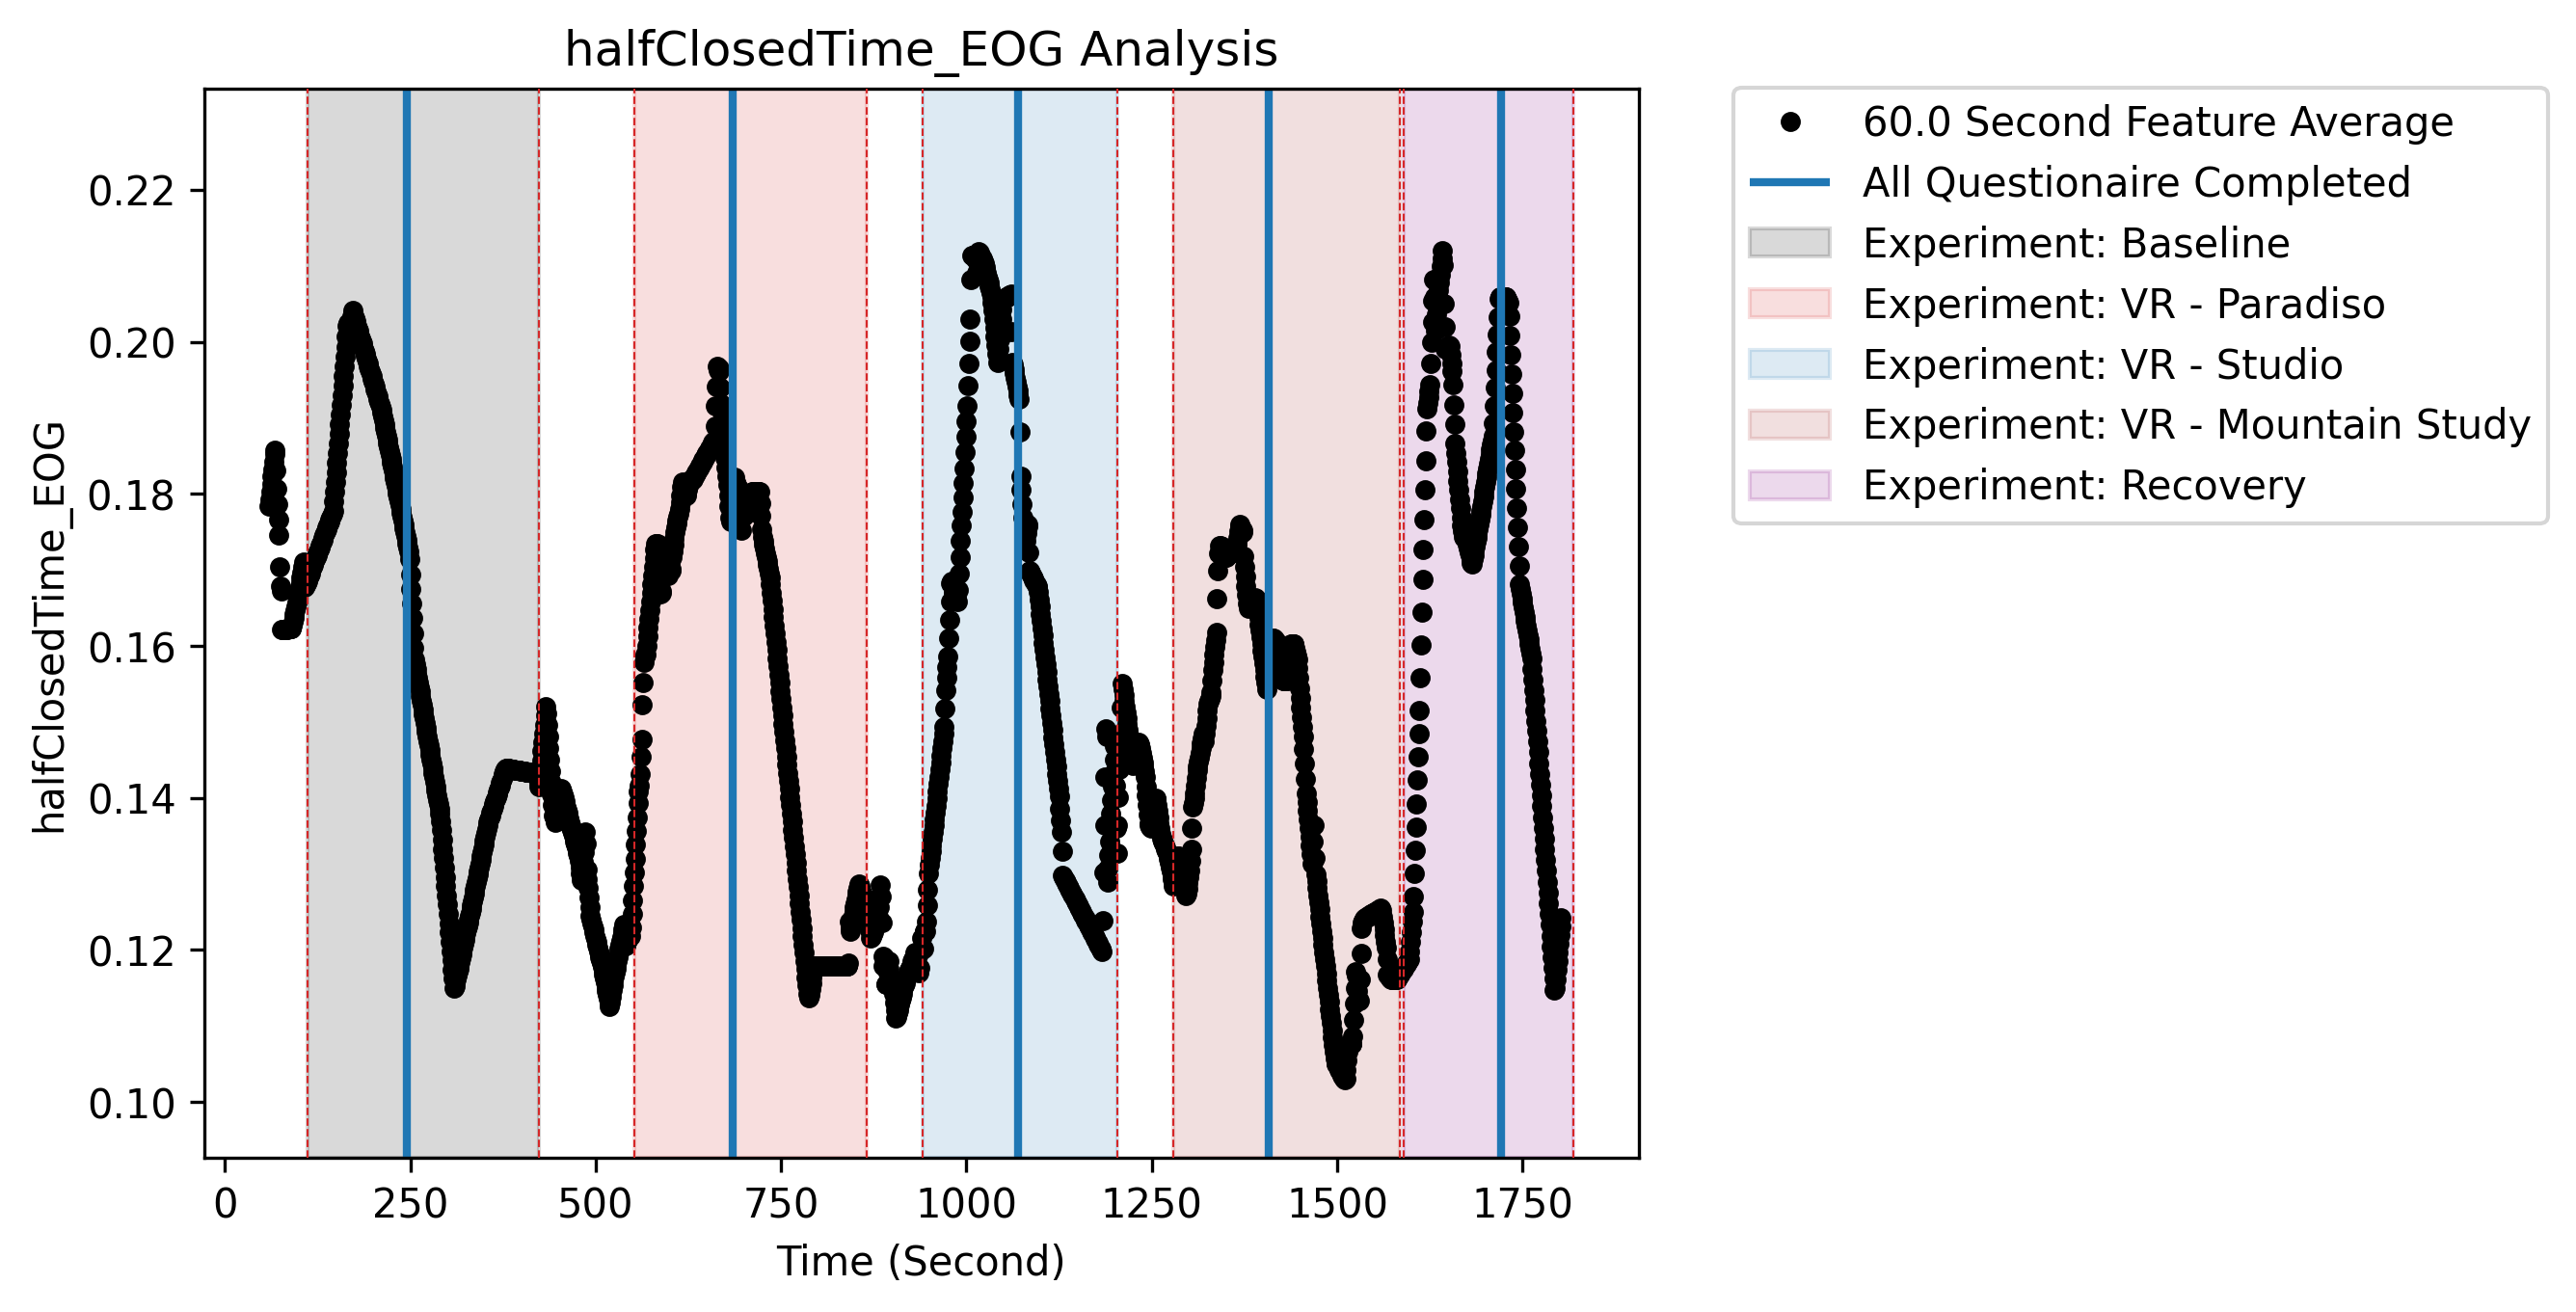 halfClosedTime_EOG Analysis
halfClosedTime_EOG
0.22
0.20
0.18
0.16
0.14
0.12
0.10
0 250 500 750 1000 1250 1500 1750
Time (Second)
60.0 Second Feature Average
All Questionaire Completed
Experiment: Baseline
Experiment: VR - Paradiso
Experiment: VR - Studio
Experiment: VR - Mountain Study
Experiment: Recovery